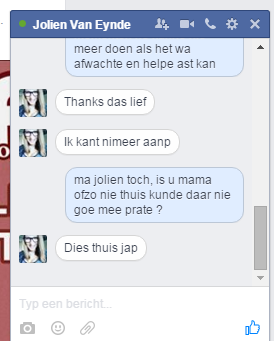 Jolien Van Eynde
meer doen als het wa
afwachte en helpe ast kan
Thanks das lief
Ik kant nimeer aanp
ma jolien toch, is u mama
ofzo nie thuis kunde daar nie
goe mee prate ?
Dies thuis jap
Typ een bericht...